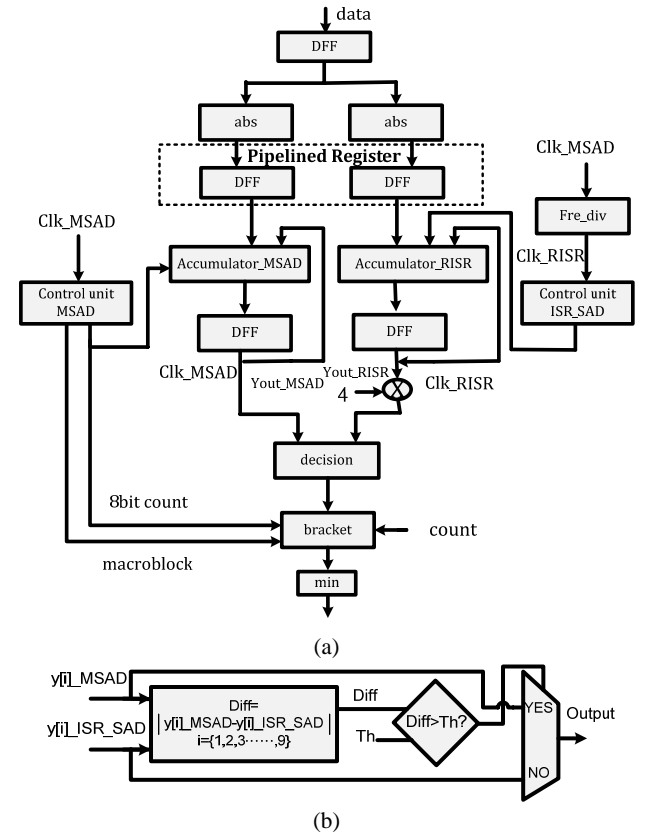 data
DFF
abs
abs
Pipelined Register
DFF
DFF
Clk_MSAD
Fre_div
Clk_MSAD
Clk_RISR
Accumulator_MSAD
Accumulator_RISR
Control unit
MSAD
Control unit
ISR_SAD
DFF
DFF
Clk_MSAD
Yout_MSAD
Yout_RISR
Clk_RISR
4
X
decision
8bit count
bracket
count
macroblock
min
(a)
y[i]_MSAD
Diff=
|y[i]_MSAD-y[i]_ISR_SAD|
i={1,2,3······,9}
y[i]_ISR_SAD
Diff
Th
Diff>Th?
YES
NO
Output
(b)